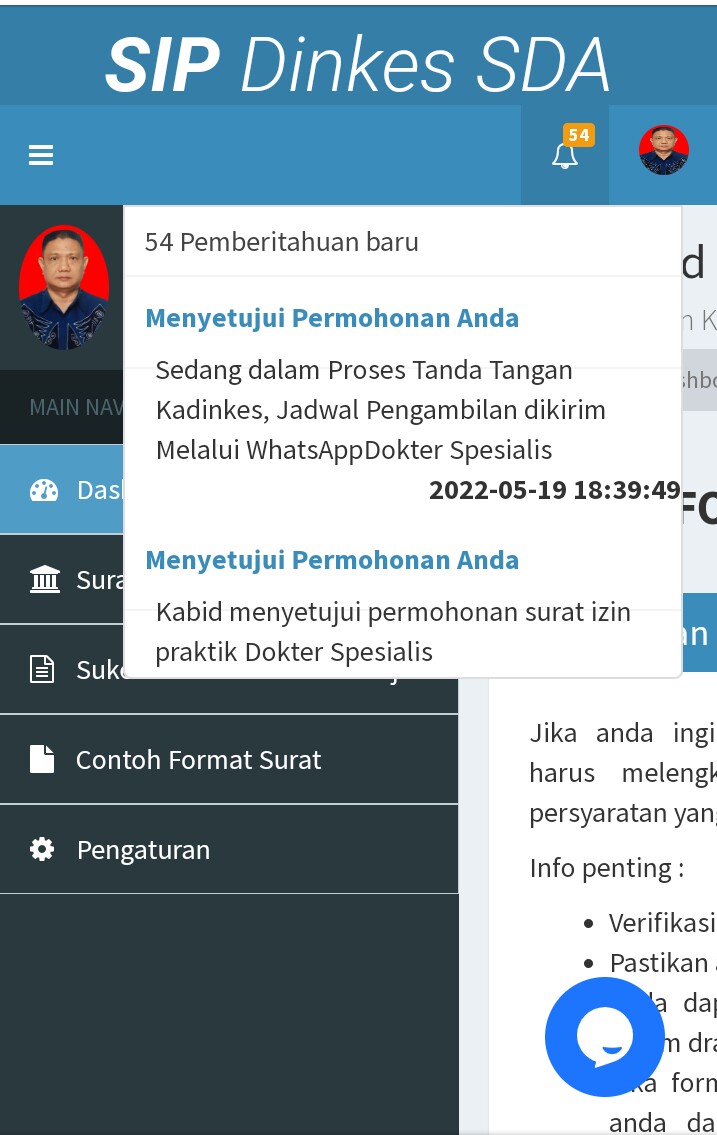 SIP Dinkes SDA
54
54 Pemberitahuan baru
Menyetujui Permohonan Anda
Sedang dalam Proses Tanda Tangan
Kadinkes, Jadwal Pengambilan dikirim
Melalui WhatsAppDokter Spesialis
2022-05-19 18:39:49
Menyetujui Permohonan Anda
Kabid menyetujui permohonan surat izin
praktik Dokter Spesialis
MAIN NAV
Das
Sura
Suke
Contoh Format Surat
Pengaturan
d
n K
shbo
FO
an
Jika anda ingi
harus melengk
persyaratan yang
Info penting :
• Verifikasi
• Pastikan a
da dap
m dra
ka form
anda da